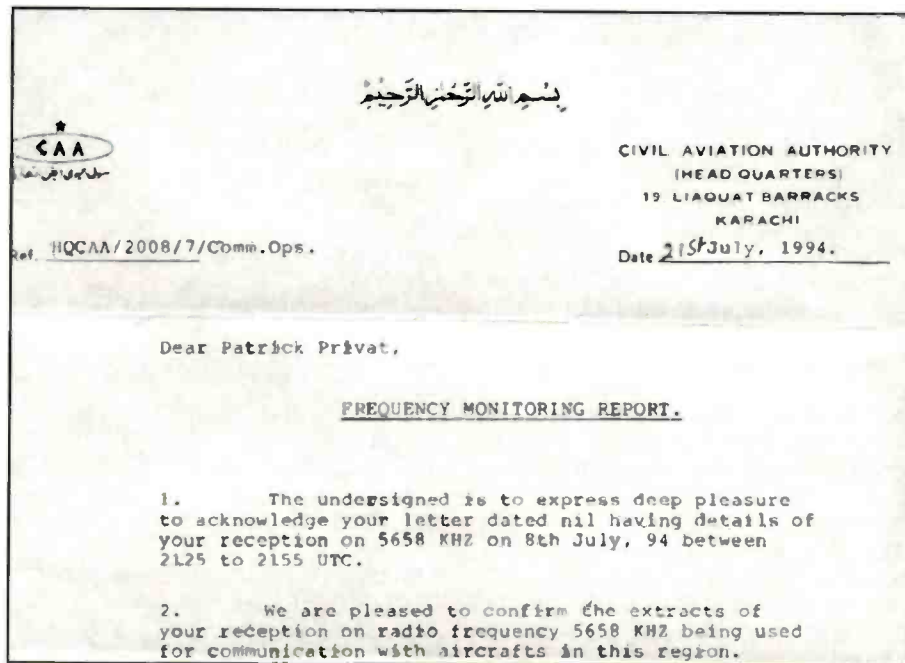 بسم الله الرحمن الرحيم
CAA
CIVIL AVIATION AUTHORITY
(HEAD QUARTERS)
19 LIAQUAT BARRACKS
KARACHI
Ref. HQCAA/2008/7/Comm.Ops.
Date 21st July, 1994.
Dear Patrick Privat,
FREQUENCY MONITORING REPORT.
1. The undersigned is to express deep pleasure
to acknowledge your letter dated nil having details of
your reception on 5658 KHZ on 8th July, 94 between
2125 to 2155 UTC.
2. We are pleased to confirm the extracts of
your reception on radio frequency 5658 KHZ being used
for communication with aircrafts in this region.